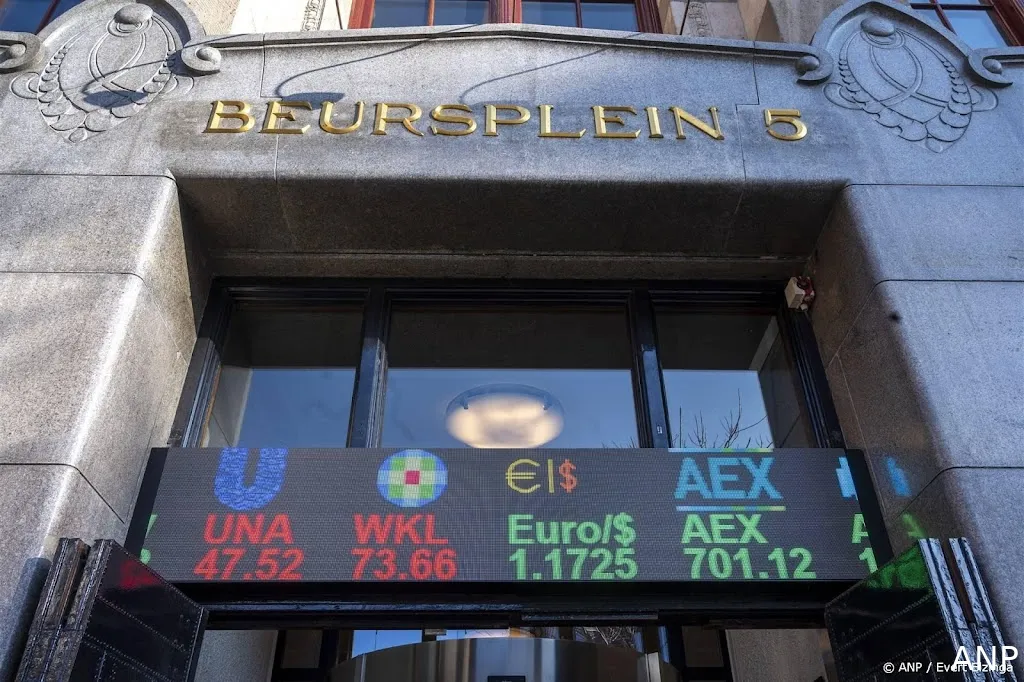 BEURSPLEIN 5
U €|$ AEX
UNA WKL Euro/$ AEX A
47.52 73.66 1.1725 701.12 1
ANP
© ANP / Evert Elzinga